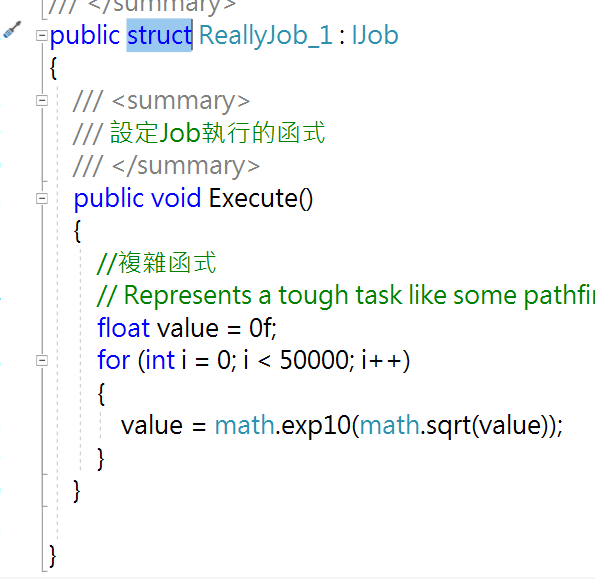 /// </summary>
public struct ReallyJob_1 : IJob
{
/// <summary>
/// 設定Job執行的函式
/// </summary>
public void Execute()
{
//複雜函式
// Represents a tough task like some pathfi
float value = 0f;
for (int i = 0; i < 50000; i++)
{
value = math.exp10(math.sqrt(value));
}
}
}